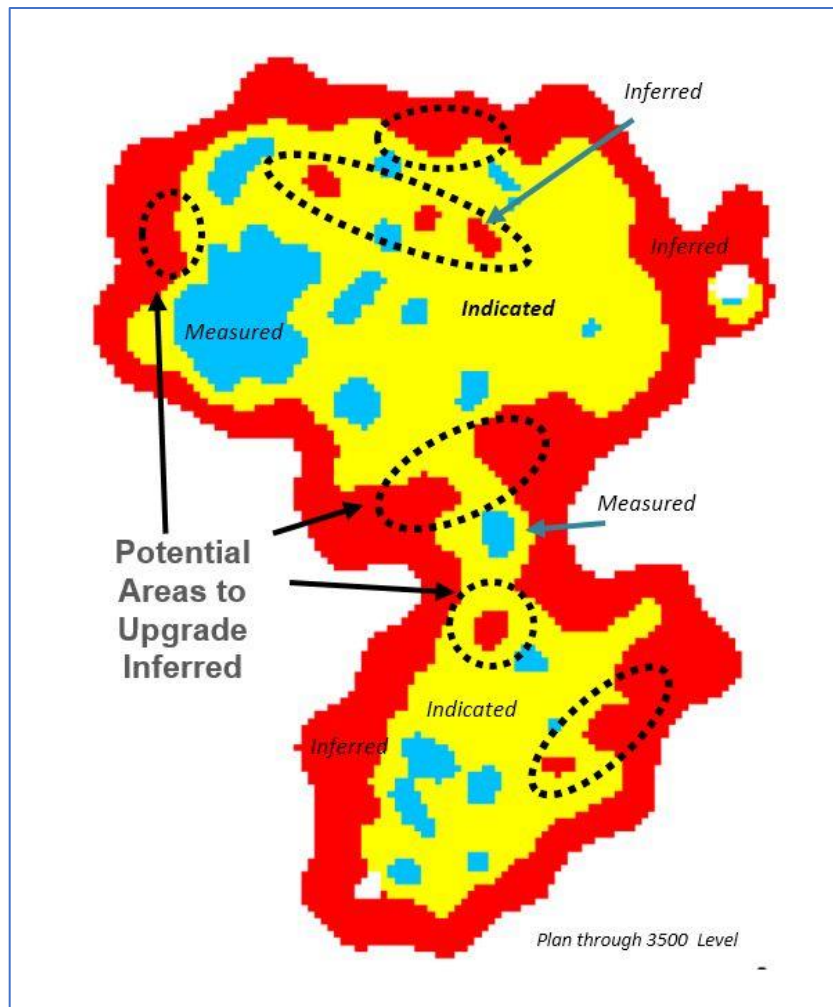 Inferred
Inferred
Indicated
Measured
Measured
Potential
Areas to
Upgrade
Inferred
Indicated
Inferred
Plan through 3500 Level